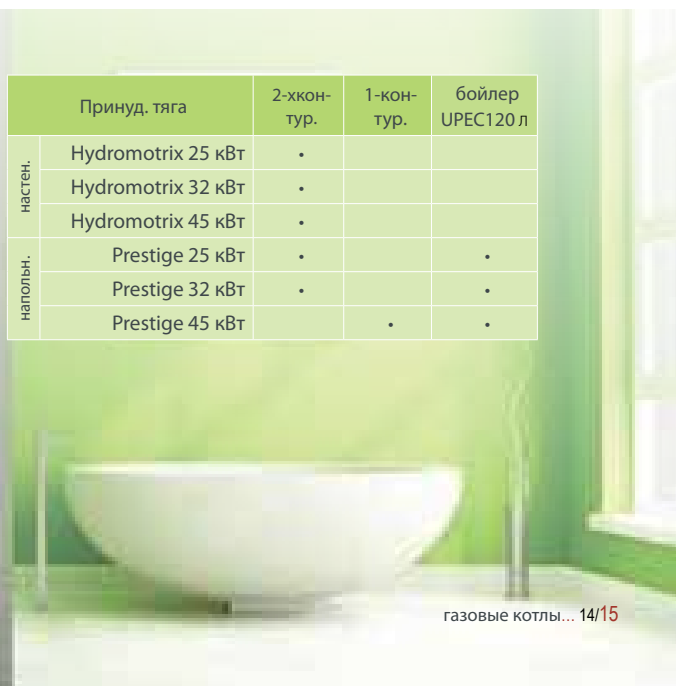 Принуд. тяга 2-хкон- 1-кон- бойлер
тур. тур. UPEC120 л
настен.
Hydromotrix 25 кВт •
Hydromotrix 32 кВт •
Hydromotrix 45 кВт •
напольн.
Prestige 25 кВт • •
Prestige 32 кВт • •
Prestige 45 кВт • •
газовые котлы... 14/15